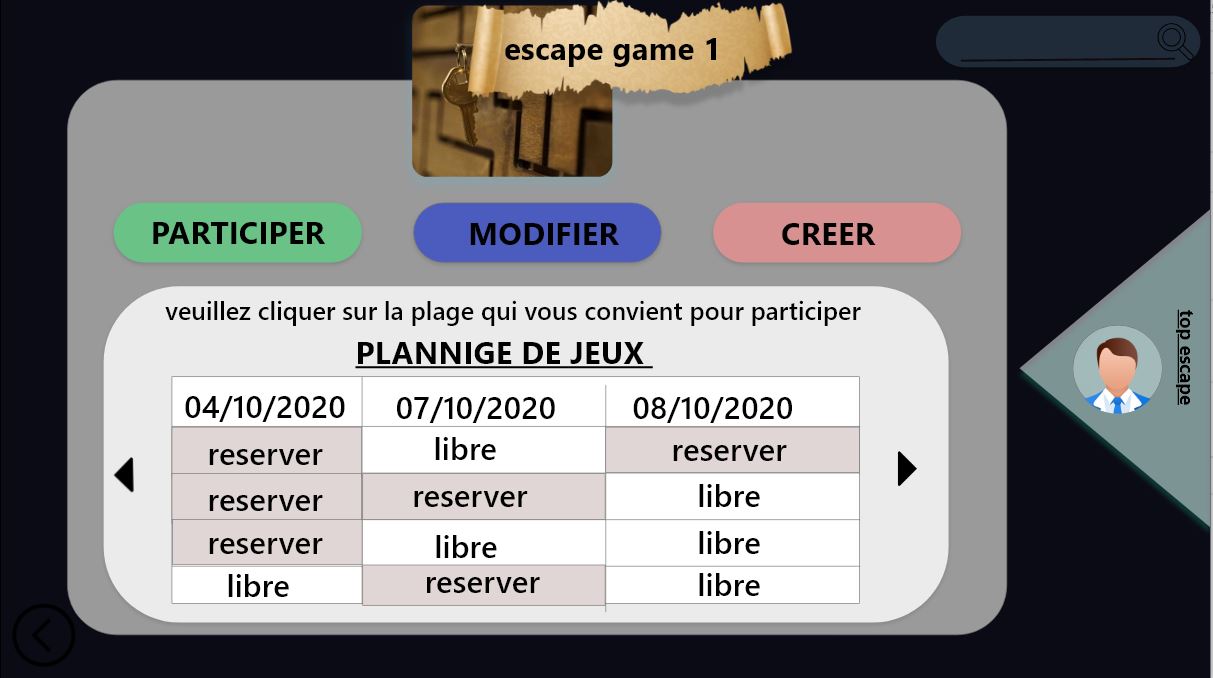 escape game 1
PARTICIPER
MODIFIER
CREER
veuillez cliquer sur la plage qui vous convient pour participer
PLANNIGE DE JEUX
04/10/2020 07/10/2020 08/10/2020
reserver libre reserver
reserver reserver libre
reserver libre libre
libre reserver libre
top escape